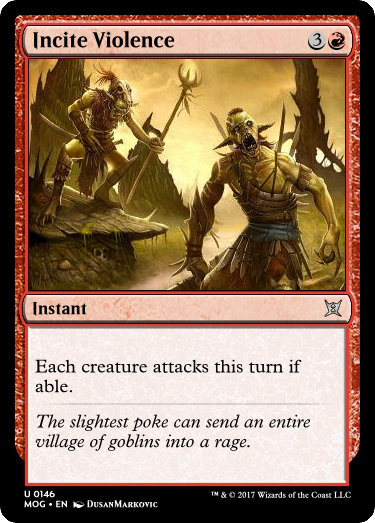 Incite Violence 3
Instant
Each creature attacks this turn if
able.
The slightest poke can send an entire
village of goblins into a rage.
U 0146
MOG • EN DusanMarkovic
™ & © 2017 Wizards of the Coast LLC